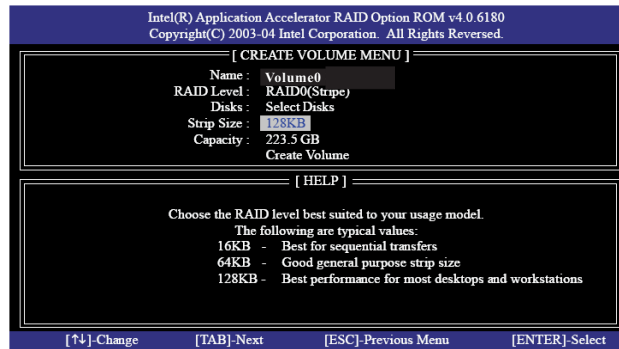 Intel(R) Application Accelerator RAID Option ROM v4.0.6180
Copyright(C) 2003-04 Intel Corporation. All Rights Reversed.
[ CREATE VOLUME MENU ]
Name : Volume0
RAID Level : RAID0(Stripe)
Disks : Select Disks
Strip Size : 128KB
Capacity : 223.5 GB
Create Volume
[ HELP ]
Choose the RAID level best suited to your usage model.
The following are typical values:
16KB - Best for sequential transfers
64KB - Good general purpose strip size
128KB - Best performance for most desktops and workstations
[↑↓]-Change [TAB]-Next [ESC]-Previous Menu [ENTER]-Select